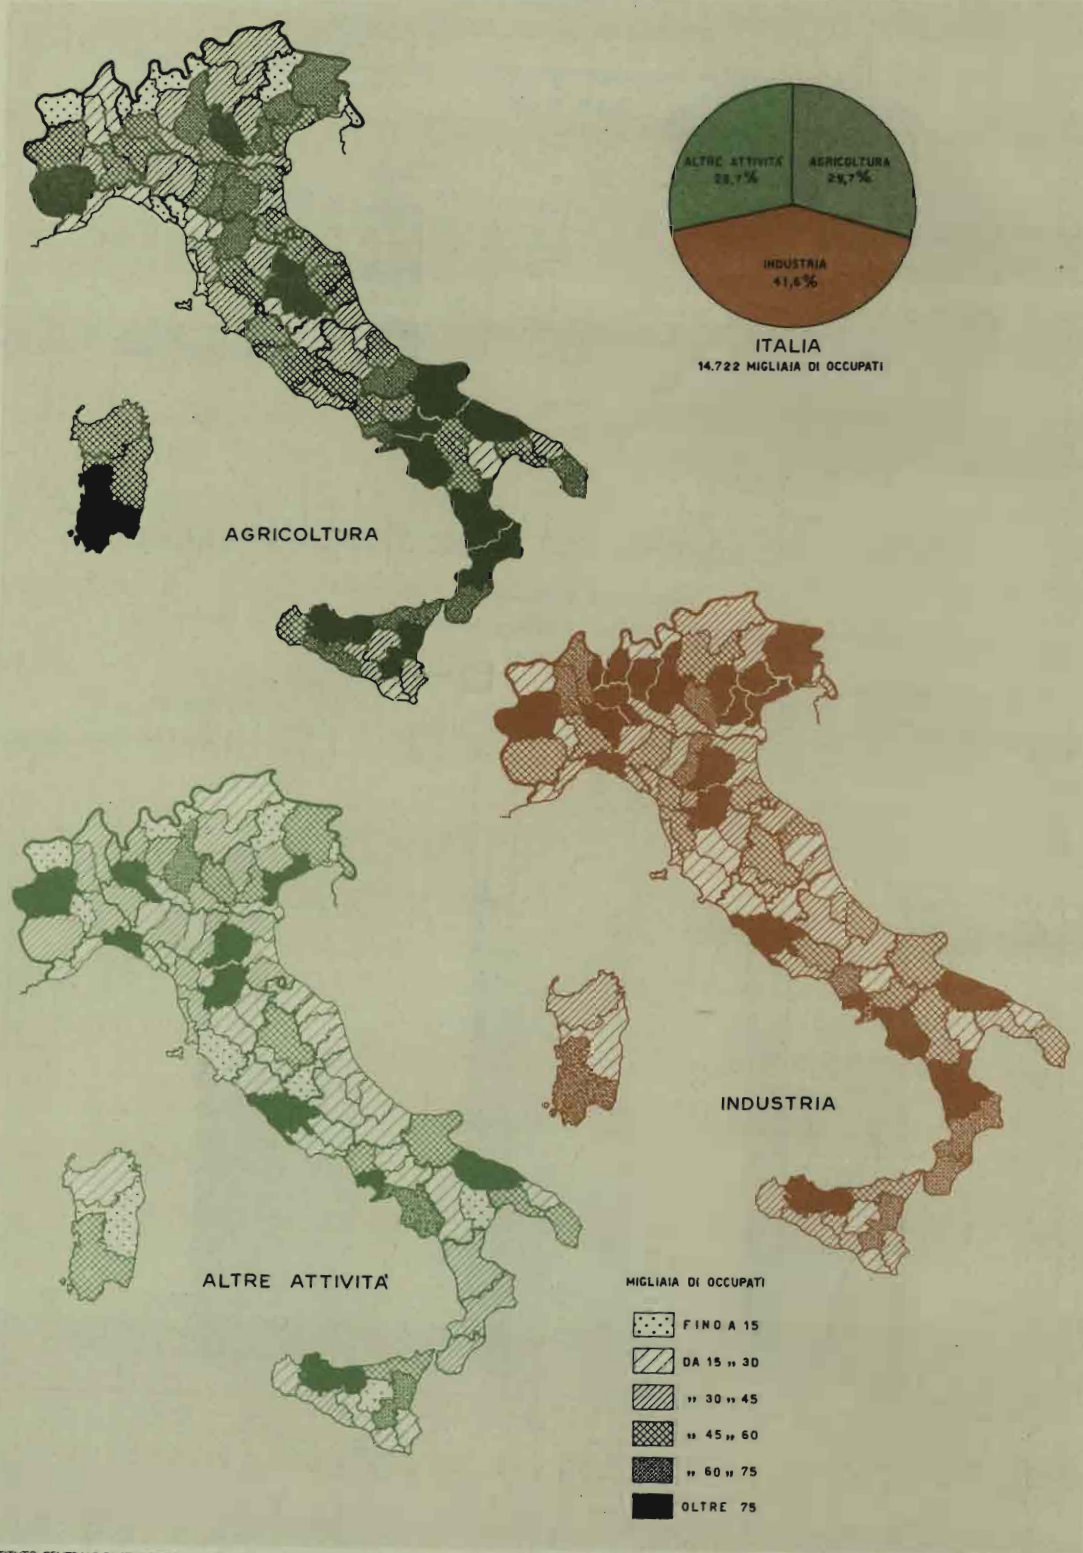 ALTRE ATTIVITÀ
28,7%
AGRICOLTURA
29,7%
INDUSTRIA
41,6%
ITALIA
14.722 MIGLIAIA DI OCCUPATI
AGRICOLTURA
INDUSTRIA
ALTRE ATTIVITÀ
MIGLIAIA DI OCCUPATI
FINO A 15
DA 15 „ 30
„ 30 „ 45
„ 45 „ 60
„ 60 „ 75
OLTRE 75